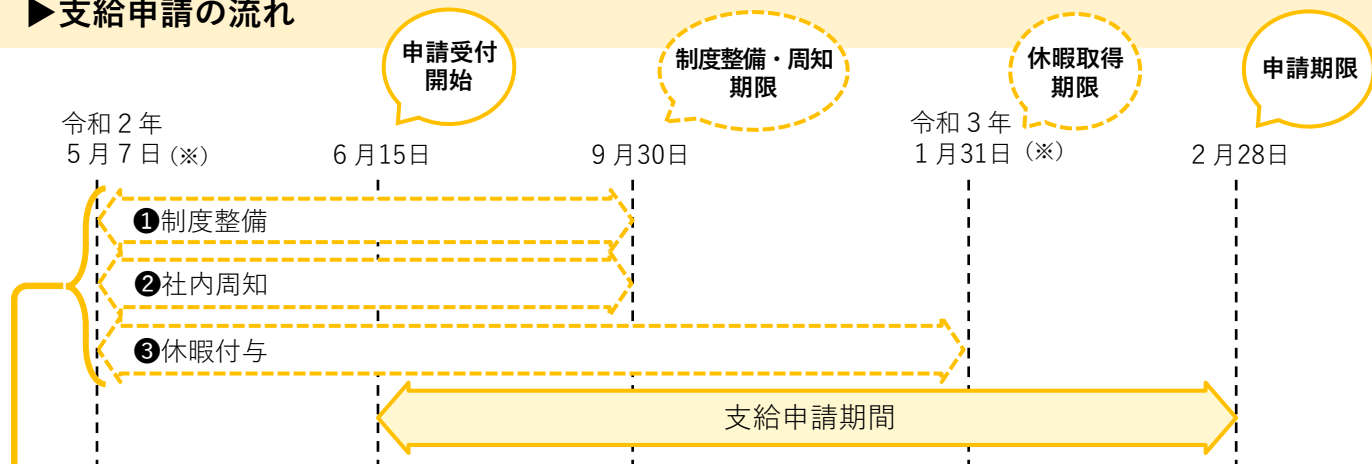 ▶支給申請の流れ
申請受付
開始
制度整備・周知
期限
休暇取得
期限
申請期限
令和２年
５月７日(※)
６月15日
９月30日
令和３年
１月31日(※)
２月28日
❶制度整備
❷社内周知
❸休暇付与
支給申請期間